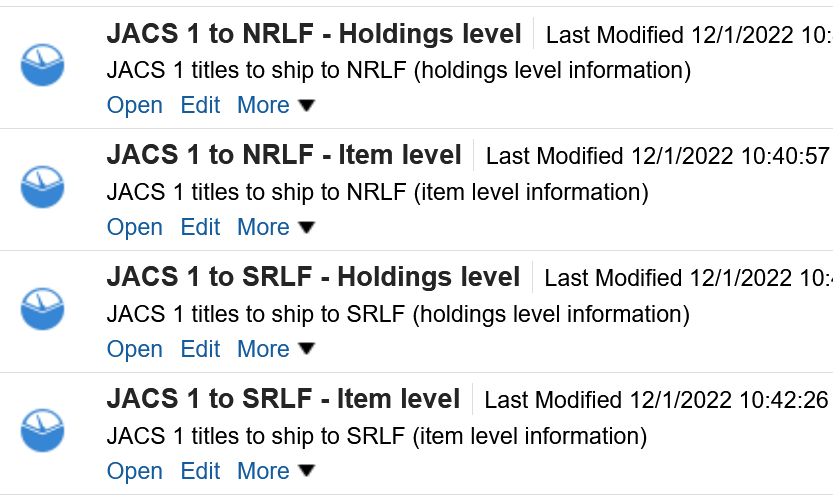 JACS 1 to NRLF - Holdings level Last Modified 12/1/2022 10:
JACS 1 titles to ship to NRLF (holdings level information)
Open Edit More
JACS 1 to NRLF - Item level Last Modified 12/1/2022 10:40:57
JACS 1 titles to ship to NRLF (item level information)
Open Edit More
JACS 1 to SRLF - Holdings level Last Modified 12/1/2022 10:
JACS 1 titles to ship to SRLF (holdings level information)
Open Edit More
JACS 1 to SRLF - Item level Last Modified 12/1/2022 10:42:26
JACS 1 titles to ship to SRLF (item level information)
Open Edit More